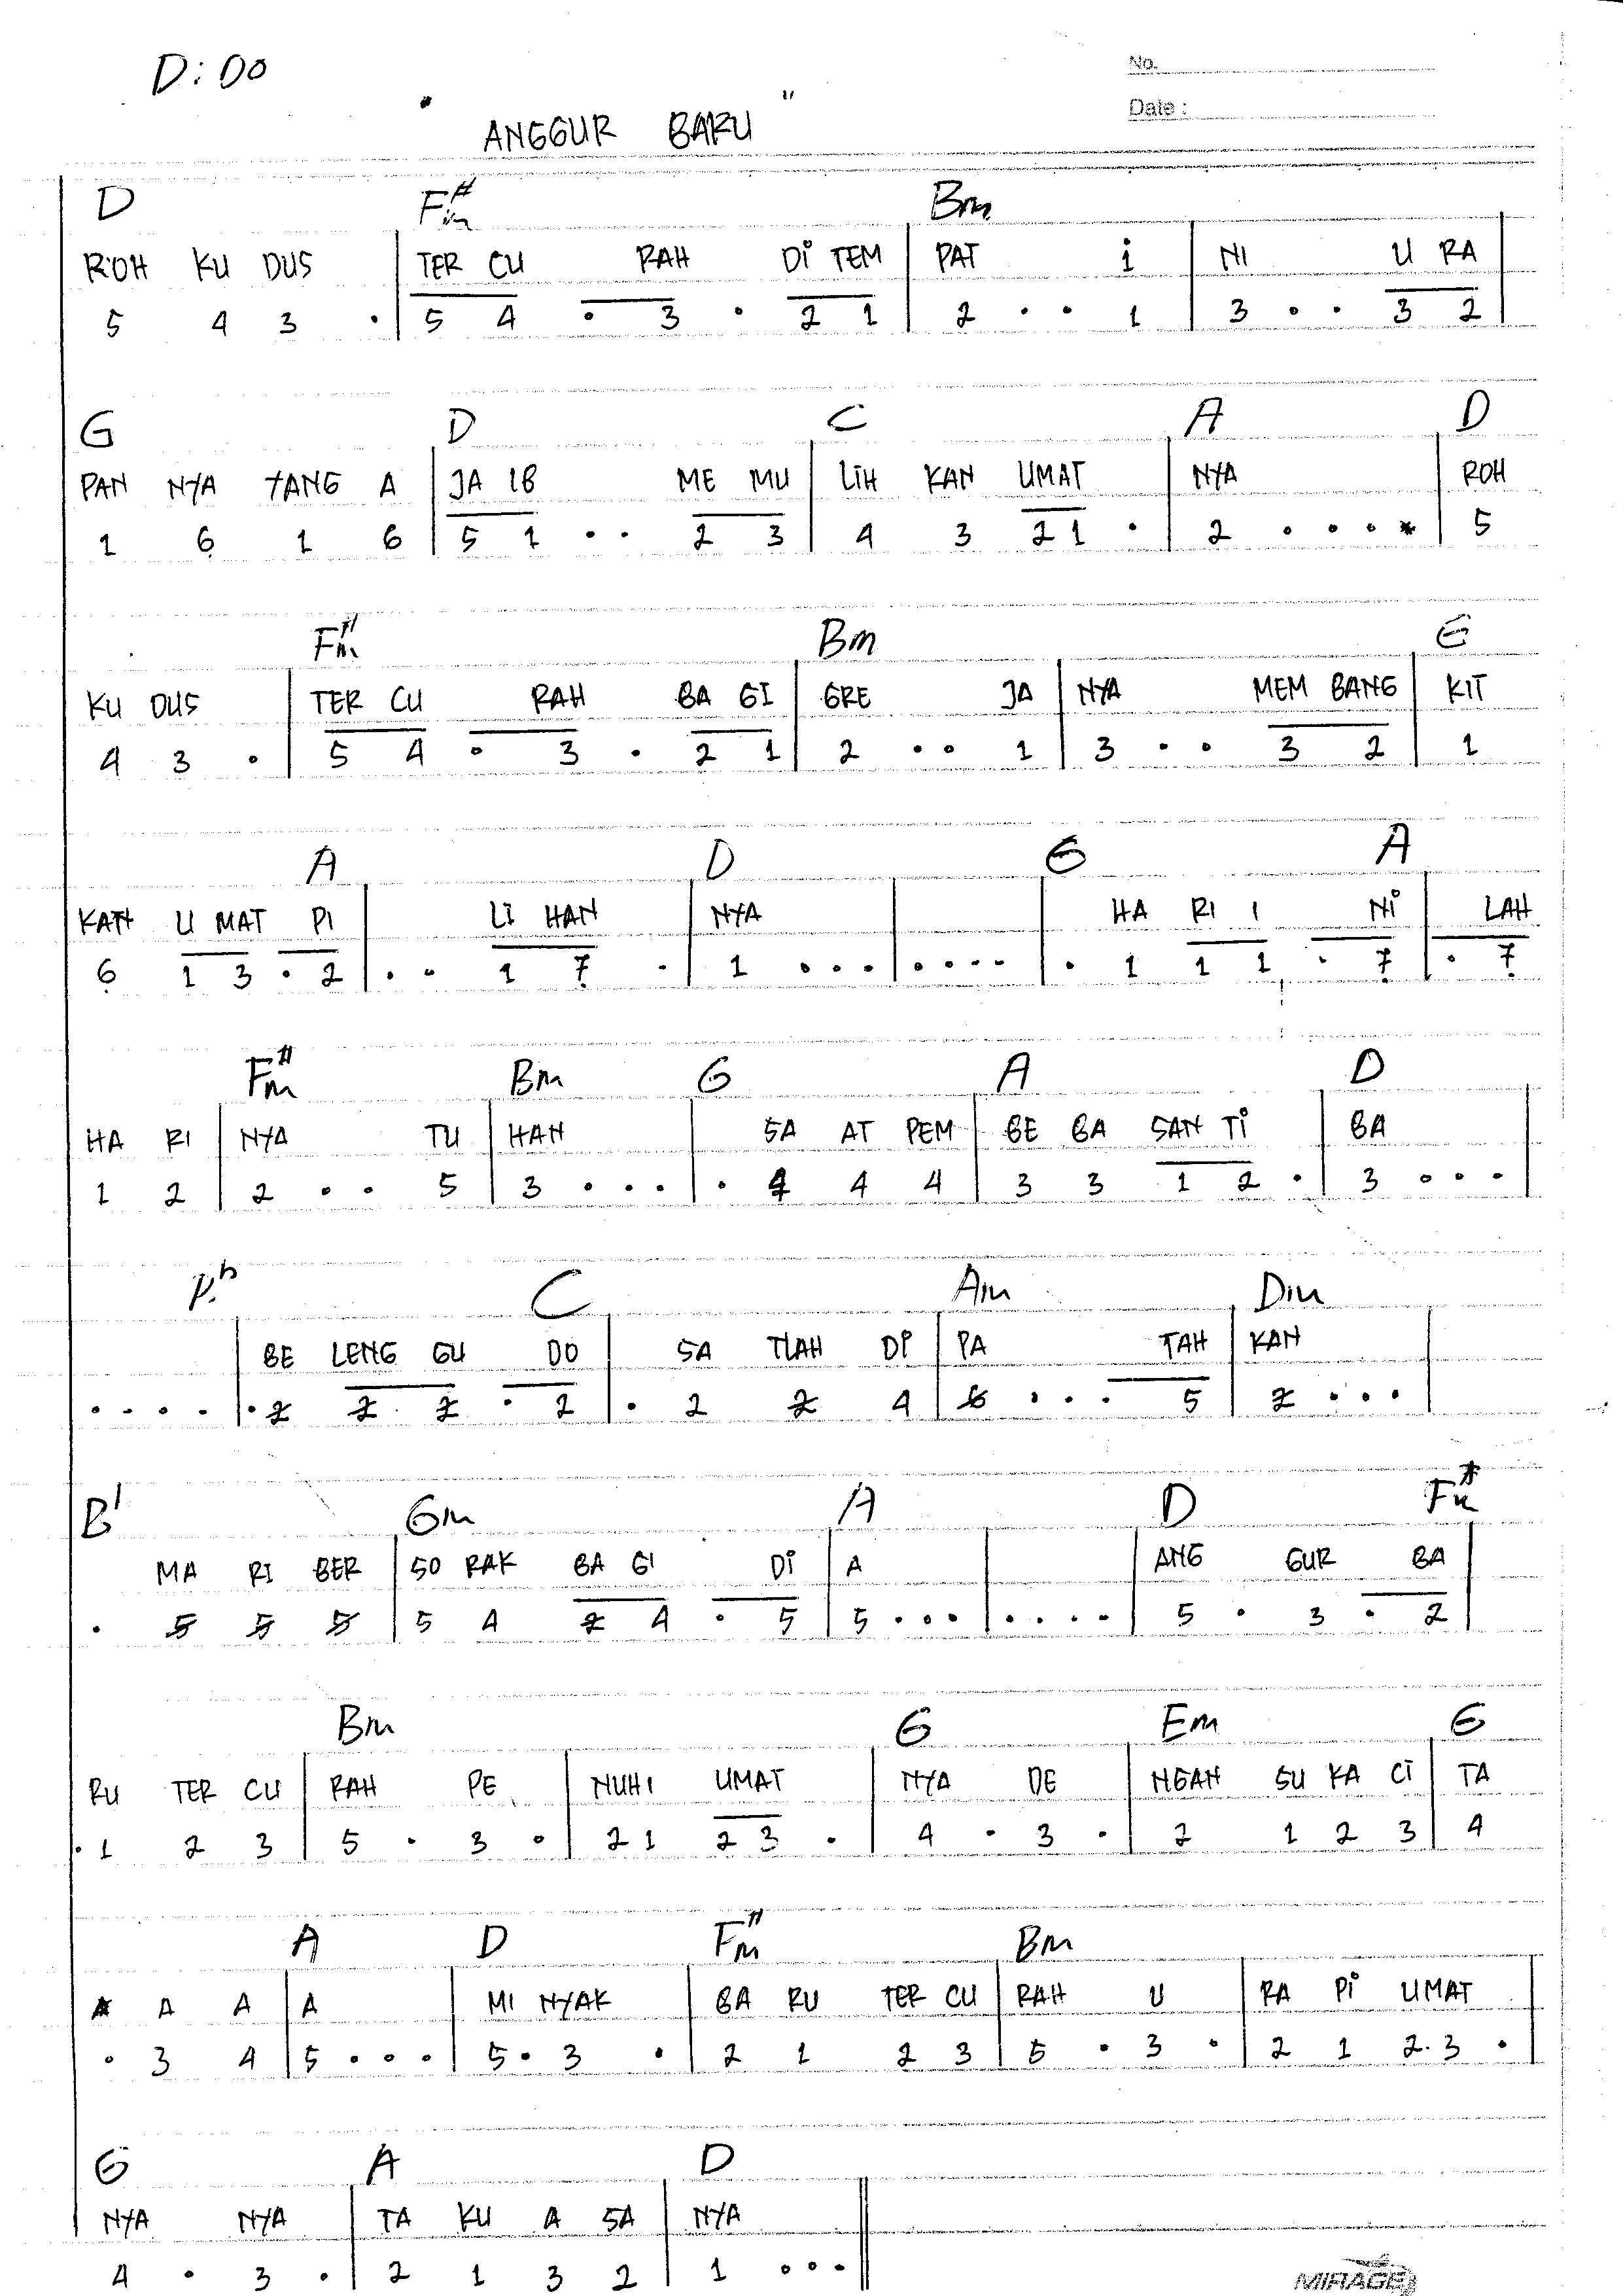 D : DO
No.
Date :
" ANGGUR BARU "
D F#m Bm
ROH KU DUS | TER CU RAH DI TEM | PAT i | NI U RA |
5 4 3 . | 5 4 . 3 . 2 1 | 2 . . 1 | 3 . . 3 2 |
G D C A D
PAN NYA YANG A | JA IB ME MU | LIH KAN UMAT | NYA | ROH
1 6 1 6 | 5 1 . . 2 3 | 4 3 2 1 . | 2 . . . . | 5
F#m Bm G
KU DUS | TER CU RAH BA GI | GRE JA | NYA MEM BANG | KIT
4 3 . | 5 4 . 3 . 2 1 | 2 . . 1 | 3 . . 3 2 | 1
A D G A
KAN U MAT PI | LI HAN | NYA | | HA RI I NI | LAH
6 1 3 . 2 | . . 1 7 . | 1 . . . | . . . . | . 1 1 1 . 7 | . 7
F#m Bm G A D
HA RI | NYA TU | HAN | SA AT PEM | BE BA SAN TI | BA
1 2 | 2 . . 5 | 3 . . . | . 4 4 4 | 3 3 1 2 . | 3 . . . |
C Am Dm
| BE LENG GU DO | SA TLAH DI | PA TAH | KAN |
. . . . | . 2 2 2 . 2 | . 2 2 4 | 6 . . . 5 | 2 . . . |
Gm A D F#m
MA RI BER | SO RAK BA GI DI | A | | ANG GUR BA |
. 5 5 5 | 5 4 2 4 . 5 | 5 . . . | . . . . | 5 . 3 . 2 |
Bm G Em G
RU TER CU | RAH PE | NUHI UMAT | NYA DE | NGAN SU KA CI | TA
. 1 2 3 | 5 . 3 . | 2 1 2 3 . | 4 . 3 . | 2 1 2 3 | 4
A D F#m Bm
A A | A | MI NYAK | BA RU TER CU | RAH U | RA PI UMAT |
. 3 4 | 5 . . . | 5 . 3 . | 2 1 2 3 | 5 . 3 . | 2 1 2 . 3 . |
G A D
NYA NYA | TA KU A SA | NYA ||
4 . 3 . | 2 1 3 2 | 1 . . . ||
MIRAGE